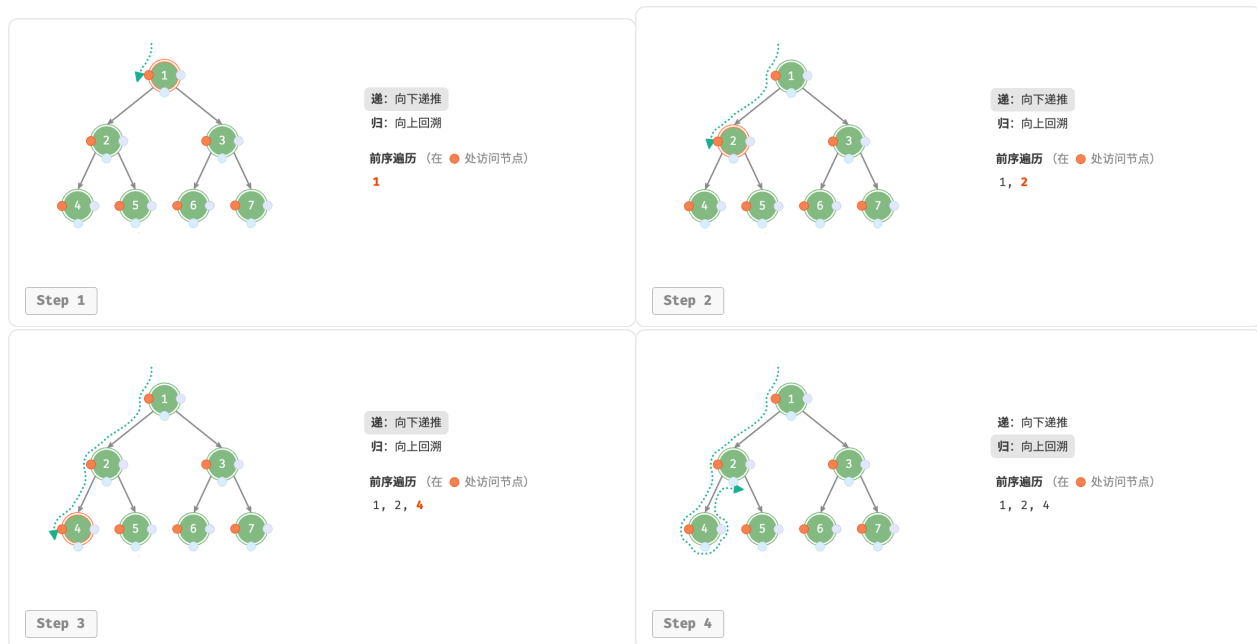 1
2
3
4
5
6
7
递：向下递推
归：向上回溯
前序遍历（在 处访问节点）
1
Step 1
1
2
3
4
5
6
7
递：向下递推
归：向上回溯
前序遍历（在 处访问节点）
1, 2
Step 2
1
2
3
4
5
6
7
递：向下递推
归：向上回溯
前序遍历（在 处访问节点）
1, 2, 4
Step 3
1
2
3
4
5
6
7
递：向下递推
归：向上回溯
前序遍历（在 处访问节点）
1, 2, 4
Step 4